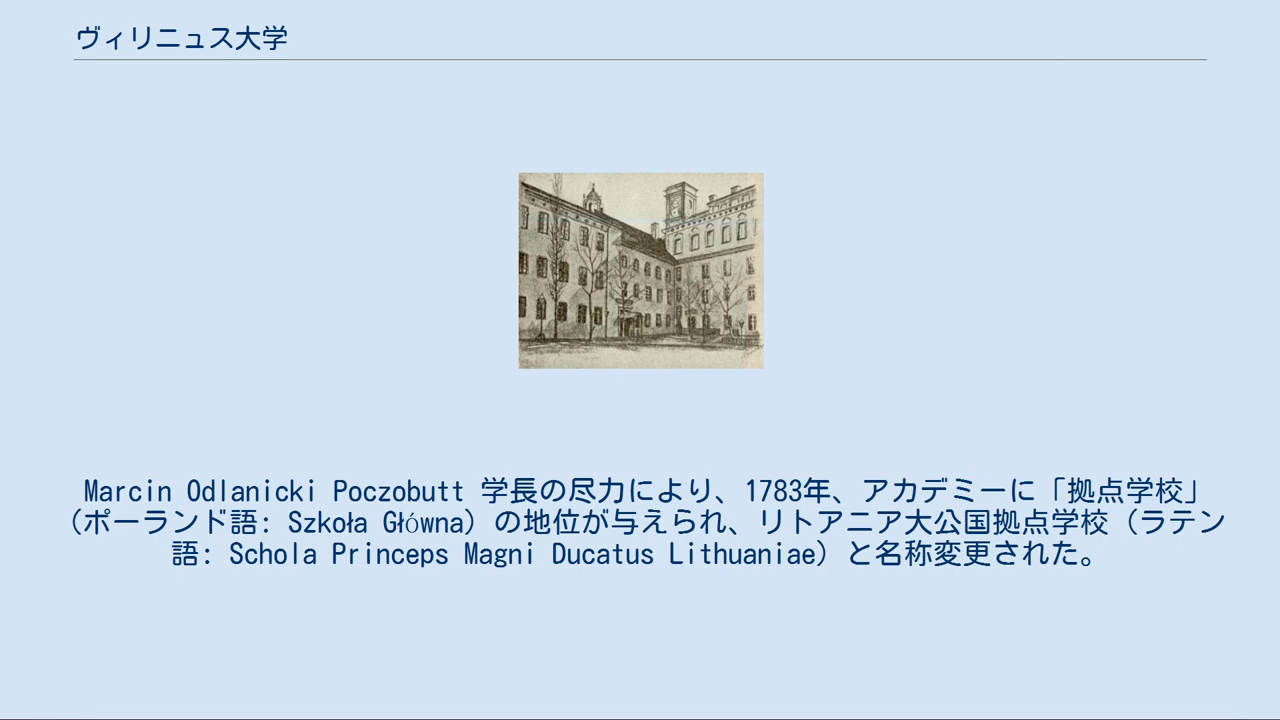 ヴィリニュス大学
Marcin Odlanicki Poczobutt 学長の尽力により、1783年、アカデミーに「拠点学校」
（ポーランド語: Szkoła Główna）の地位が与えられ、リトアニア大公国拠点学校（ラテン
語: Schola Princeps Magni Ducatus Lithuaniae）と名称変更された。